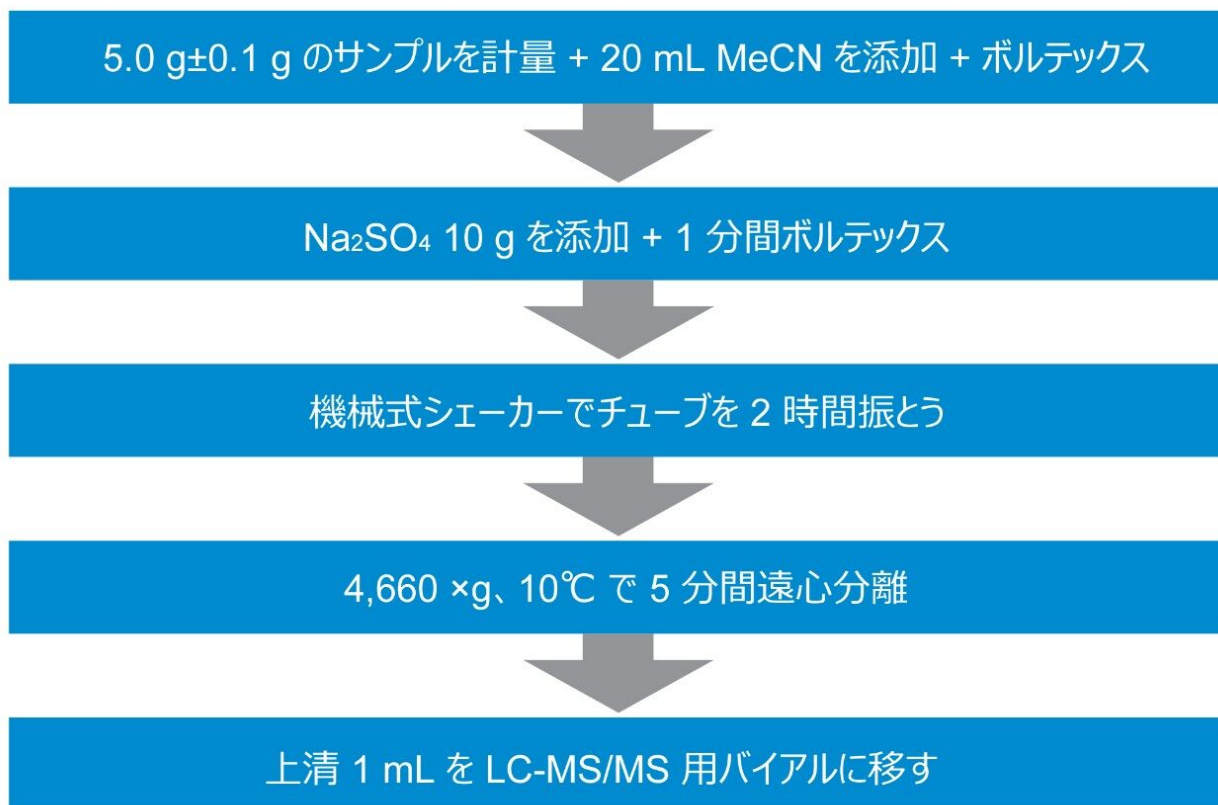 5.0 g±0.1 g のサンプルを計量 + 20 mL MeCN を添加 + ボルテックス
Na₂SO₄ 10 g を添加 + 1 分間ボルテックス
機械式シェーカーでチューブを 2 時間振とう
4,660 ×g、10℃ で 5 分間遠心分離
上清 1 mL を LC-MS/MS 用バイアルに移す